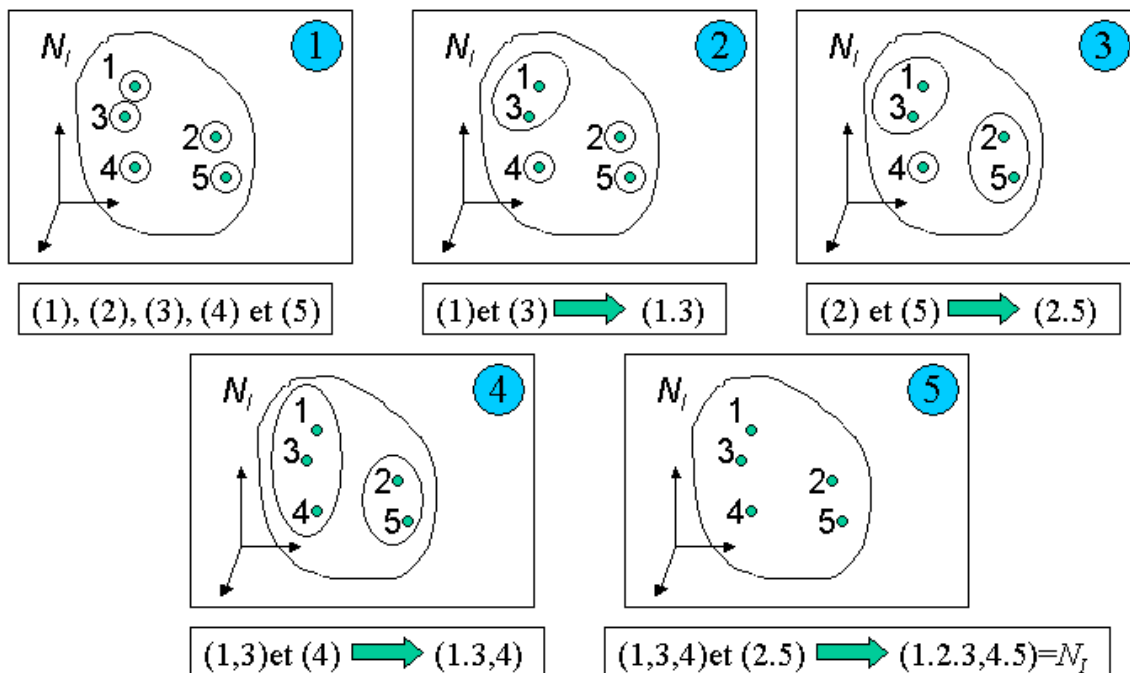 N_I 1
1
3
2
4
5
(1), (2), (3), (4) et (5)
N_I 2
1
3
2
4
5
(1)et (3) (1.3)
N_I 3
1
3
2
4
5
(2) et (5) (2.5)
N_I 4
1
3
2
4
5
(1,3)et (4) (1.3,4)
N_I 5
1
3
2
4
5
(1,3,4)et (2.5) (1.2.3,4.5)=N_I